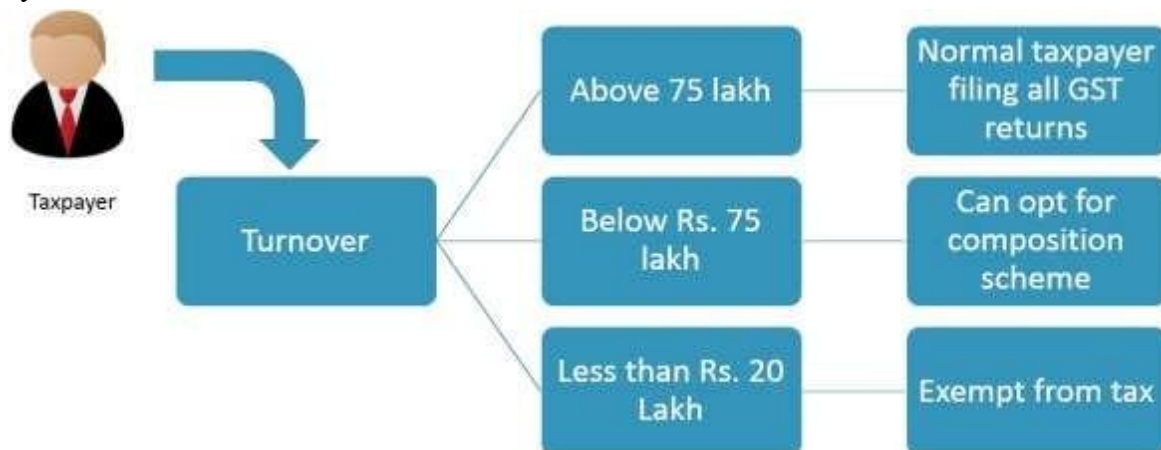 Taxpayer
Turnover
Above 75 lakh
Normal taxpayer
filing all GST
returns
Below Rs. 75
lakh
Can opt for
composition
scheme
Less than Rs. 20
Lakh
Exempt from tax